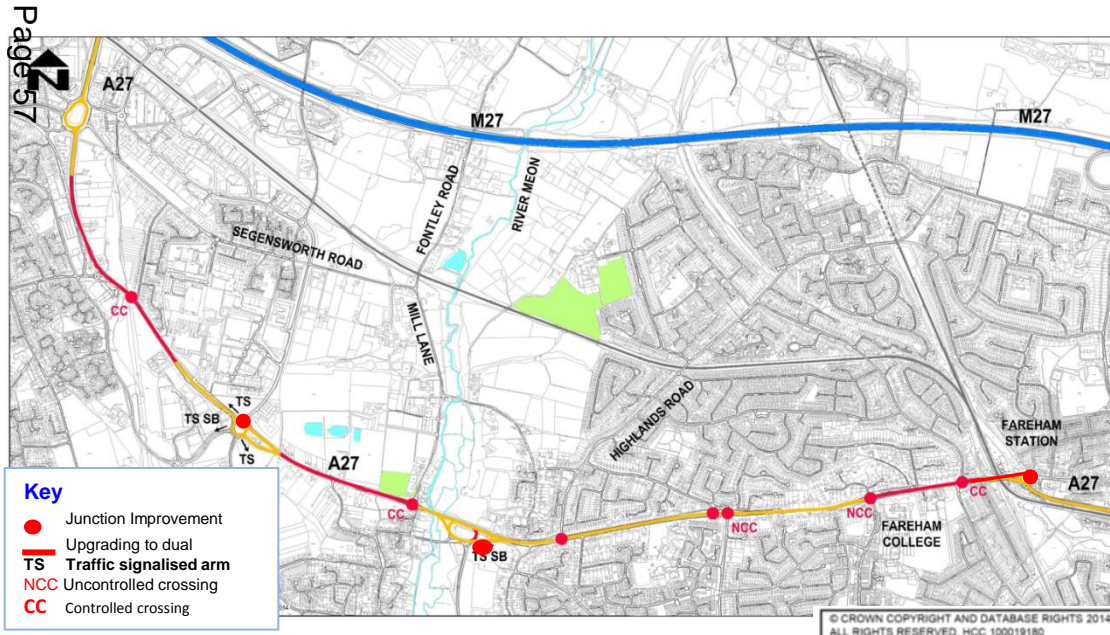 Page 57
N
A27
M27
M27
FONTLEY ROAD
RIVER MEON
SEGENSWORTH ROAD
CC
MILL LANE
HIGHLANDS ROAD
TS
TS SB
TS
A27
CC
TS SB
NCC
NCC
CC
FAREHAM
STATION
A27
FAREHAM
COLLEGE
Key
Junction Improvement
Upgrading to dual
TS Traffic signalised arm
NCC Uncontrolled crossing
CC Controlled crossing
© CROWN COPYRIGHT AND DATABASE RIGHTS 2014
ALL RIGHTS RESERVED. HCC 100019180